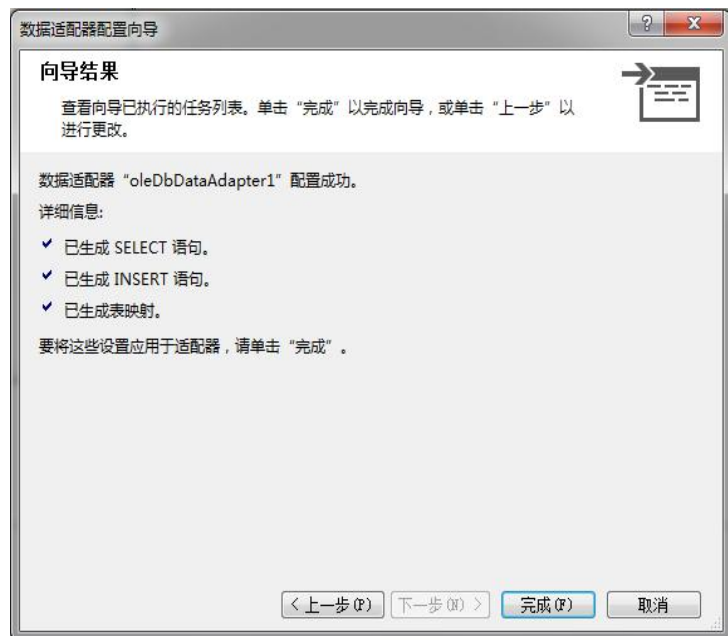 数据适配器配置向导
向导结果
查看向导已执行的任务列表。单击“完成”以完成向导，或单击“上一步”以
进行更改。
数据适配器“oleDbDataAdapter1”配置成功。
详细信息:
已生成 SELECT 语句。
已生成 INSERT 语句。
已生成表映射。
要将这些设置应用于适配器，请单击“完成”。
< 上一步(P) 下一步(N) > 完成(F) 取消